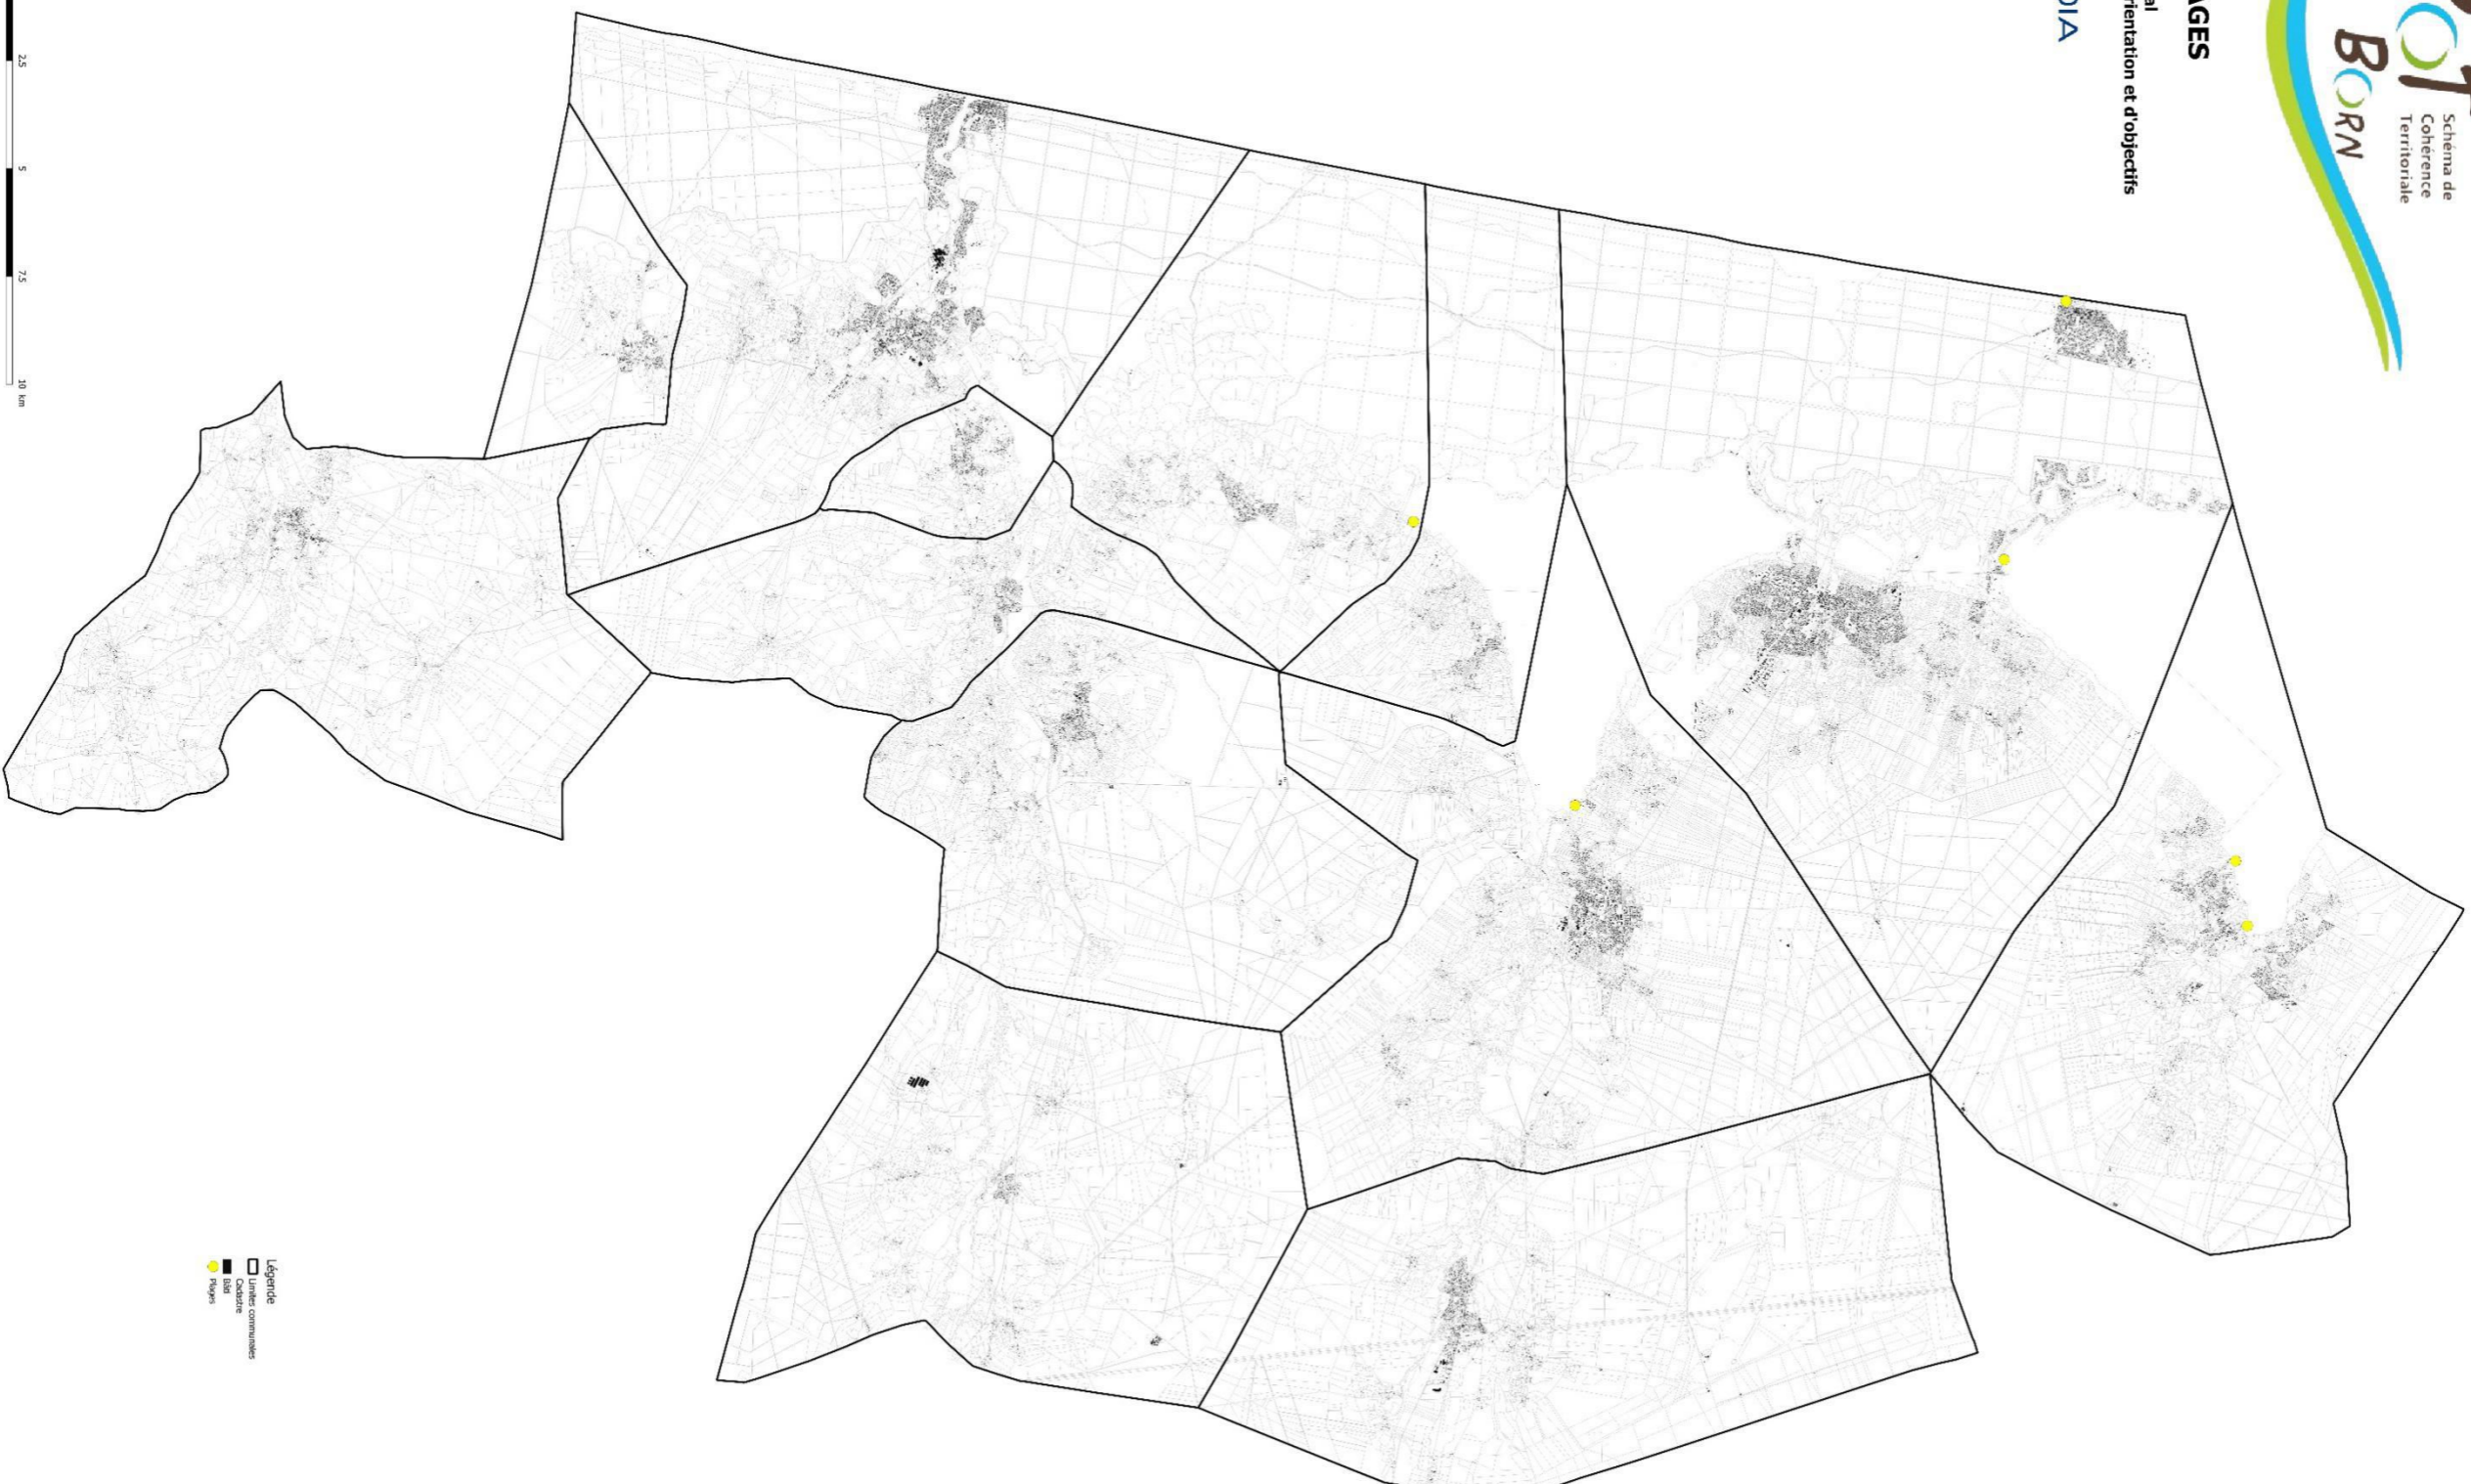 Schéma de
Cohérence
Territoriale
BORN
AGES
al
rientation et d'objectifs
DIA
2.5
5
7.5
10 km
Légende
Limites communales
Cadastre
Bâti
Plages